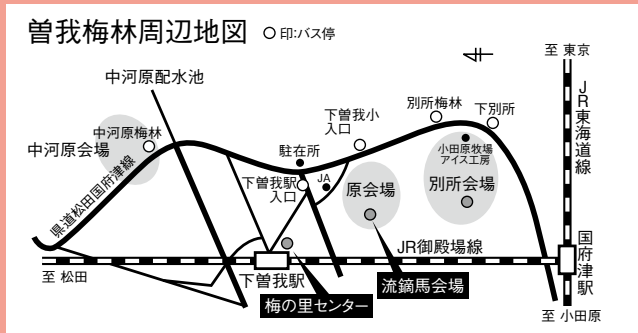 曽我梅林周辺地図
○印:バス停
至 東京
中河原配水池
JR東海道線
別所梅林
下別所
下曽我小
入口
中河原梅林
中河原会場
駐在所
小田原牧場
アイス工房
下曽我駅
入口
JA
原会場
別所会場
県道松田国府津線
JR御殿場線
国府津駅
至 松田
下曽我駅
流鏑馬会場
梅の里センター
至 小田原